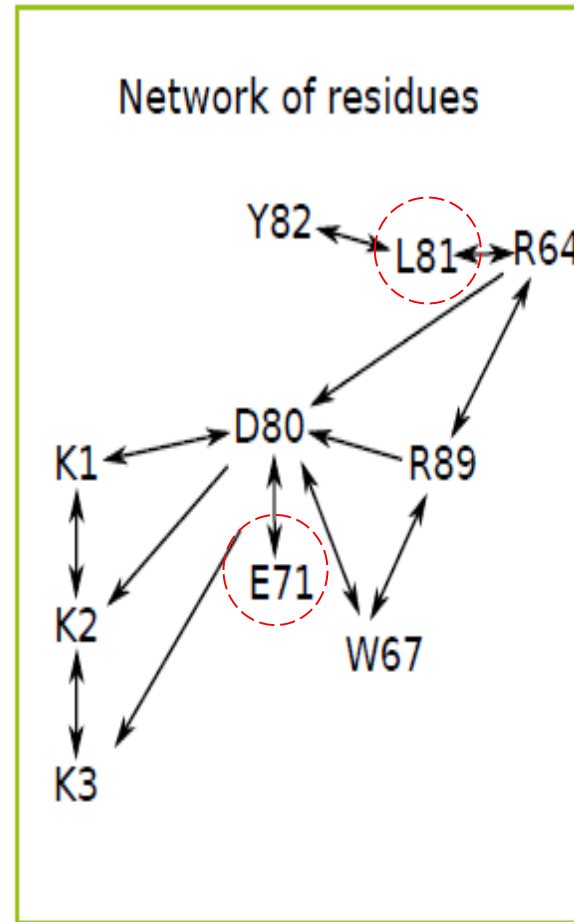 Network of residues
Y82
L81
R64
D80
K1
R89
E71
K2
W67
K3